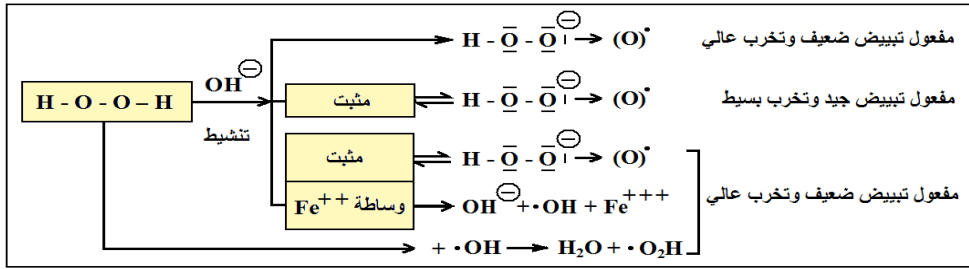 H - O̲̅ - O̲̅ |⊖ → (O)• مفعول تبييض ضعيف وتخرب عالي
H - O - O – H OH⊖ تنشيط
مثبت ⇌ H - O̲̅ - O̲̅ |⊖ → (O)• مفعول تبييض جيد وتخرب بسيط
مثبت ⇌ H - O̲̅ - O̲̅ |⊖ → (O)•
وساطة Fe⁺⁺ → OH⊖ + •OH + Fe⁺⁺⁺ مفعول تبييض ضعيف وتخرب عالي
+ •OH → H₂O + •O₂H